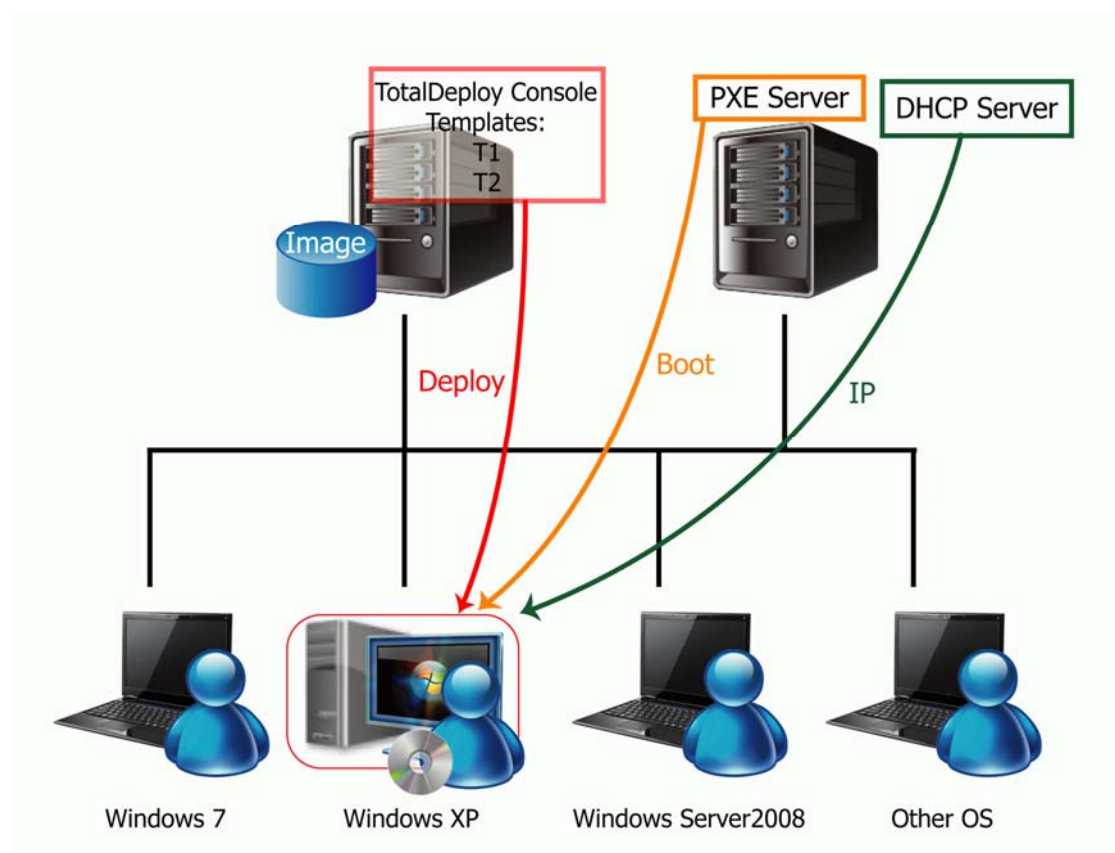 TotalDeploy Console
Templates:
T1
T2
PXE Server
DHCP Server
Image
Deploy
Boot
IP
Windows 7
Windows XP
Windows Server2008
Other OS